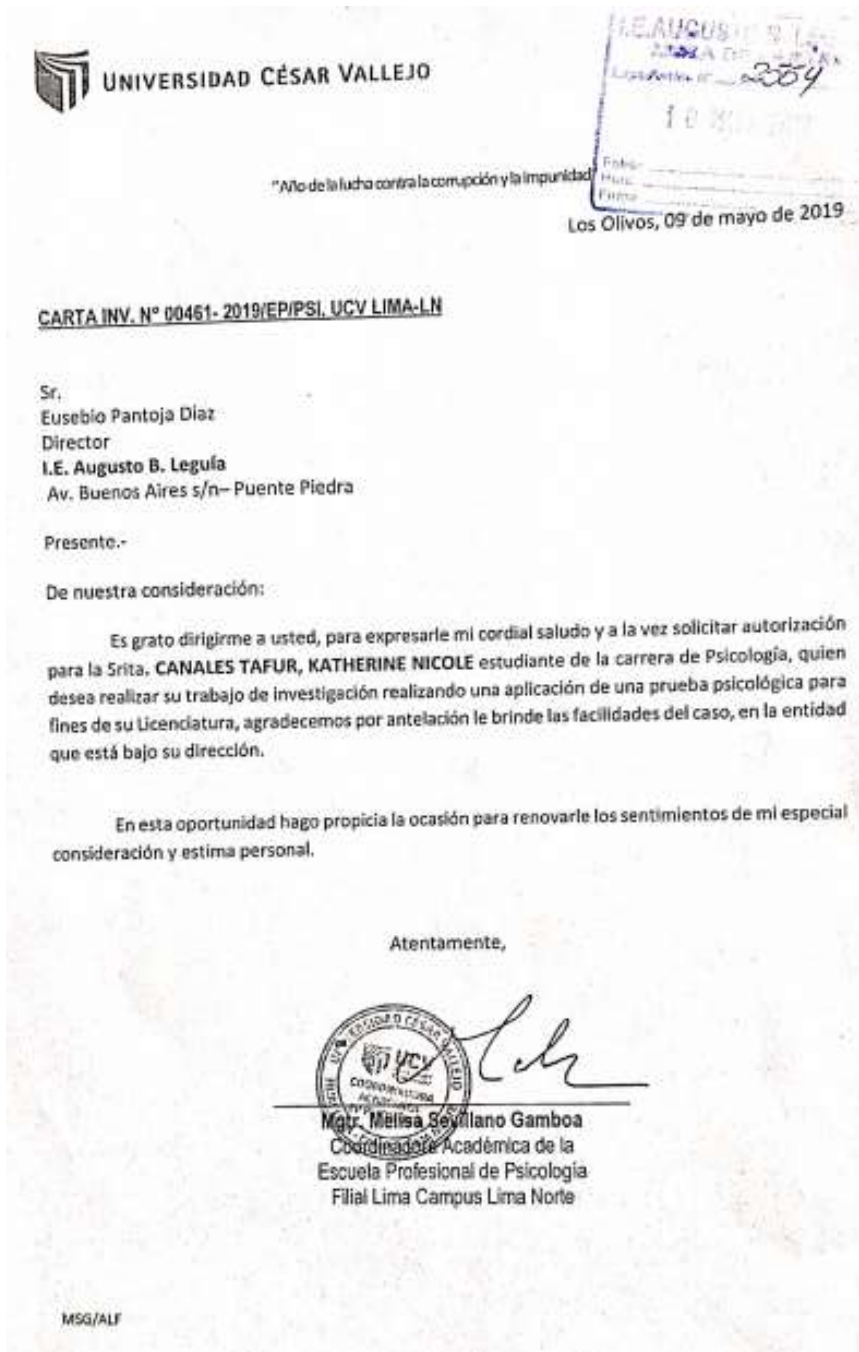 UNIVERSIDAD CÉSAR VALLEJO
I.E. AUGUSTO B.
2554
"Año de la lucha contra la corrupción y la impunidad
Los Olivos, 09 de mayo de 2019
CARTA INV. N° 00461- 2019/EP/PSI. UCV LIMA-LN
Sr.
Eusebio Pantoja Diaz
Director
I.E. Augusto B. Leguía
Av. Buenos Aires s/n– Puente Piedra
Presente.-
De nuestra consideración:
Es grato dirigirme a usted, para expresarle mi cordial saludo y a la vez solicitar autorización
para la Srita. CANALES TAFUR, KATHERINE NICOLE estudiante de la carrera de Psicología, quien
desea realizar su trabajo de investigación realizando una aplicación de una prueba psicológica para
fines de su Licenciatura, agradecemos por antelación le brinde las facilidades del caso, en la entidad
que está bajo su dirección.
En esta oportunidad hago propicia la ocasión para renovarle los sentimientos de mi especial
consideración y estima personal.
Atentamente,
UCV
Mgtr. Melisa Sevillano Gamboa
Coordinadora Académica de la
Escuela Profesional de Psicología
Filial Lima Campus Lima Norte
MSG/ALF